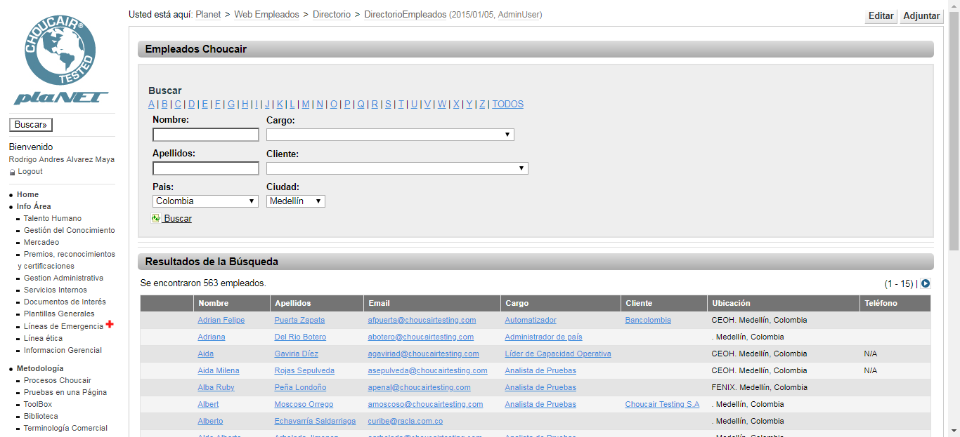 CHOUCAIR
TESTED
plaNET
Buscar»
Bienvenido
Rodrigo Andres Alvarez Maya
Logout
Home
Info Área
Talento Humano
Gestión del Conocimiento
Mercadeo
Premios, reconocimientos
y certificaciones
Gestion Administrativa
Servicios Internos
Documentos de Interés
Plantillas Generales
Líneas de Emergencia
Línea ética
Informacion Gerencial
Metodología
Procesos Choucair
Pruebas en una Página
ToolBox
Biblioteca
Terminología Comercial
Usted está aquí: Planet > Web Empleados > Directorio > DirectorioEmpleados (2015/01/05, AdminUser)
Editar Adjuntar
Empleados Choucair
Buscar
A | B | C | D | E | F | G | H | I | J | K | L | M | N | O | P | Q | R | S | T | U | V | W | X | Y | Z | TODOS
Nombre: Cargo:
Apellidos: Cliente:
Pais: Ciudad:
Colombia Medellín
Buscar
Resultados de la Búsqueda
Se encontraron 563 empleados. (1 - 15) |
Nombre Apellidos Email Cargo Cliente Ubicación Teléfono
Adrian Felipe Puerta Zapata afpuerta@choucairtesting.com Automatizador Bancolombia CEOH. Medellín, Colombia
Adriana Del Rio Botero abotero@choucairtesting.com Administrador de país . Medellín, Colombia
Aida Gaviria Díaz agaviriad@choucairtesting.com Líder de Capacidad Operativa CEOH. Medellín, Colombia N/A
Aida Milena Rojas Sepulveda asepulveda@choucairtesting.com Analista de Pruebas CEOH. Medellín, Colombia N/A
Alba Ruby Peña Londoño apenal@choucairtesting.com Analista de Pruebas FENIX. Medellín, Colombia
Albert Moscoso Orrego amoscoso@choucairtesting.com Analista de Pruebas Choucair Testing S.A . Medellín, Colombia
Alberto Echavarría Saldarriaga curibe@racla.com.co . Medellín, Colombia